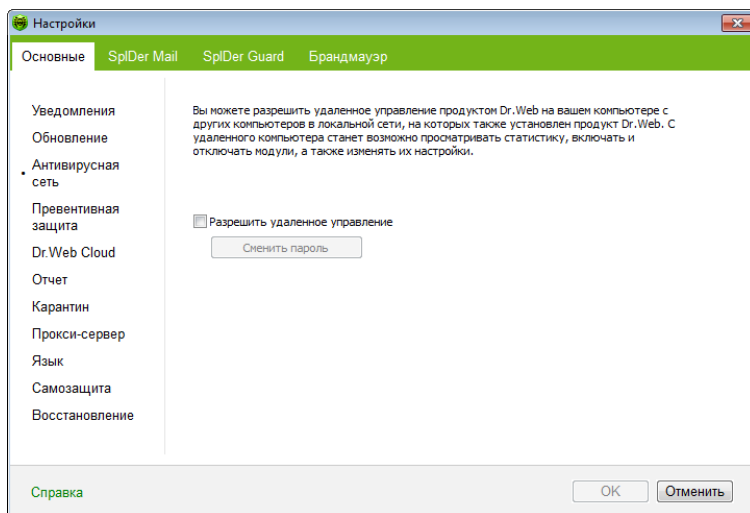 Настройки
Основные SpIDer Mail SpIDer Guard Брандмауэр
Уведомления
Обновление
Антивирусная
сеть
Превентивная
защита
Dr.Web Cloud
Отчет
Карантин
Прокси-сервер
Язык
Самозащита
Восстановление
Вы можете разрешить удаленное управление продуктом Dr.Web на вашем компьютере с
других компьютеров в локальной сети, на которых также установлен продукт Dr.Web. С
удаленного компьютера станет возможно просматривать статистику, включать и
отключать модули, а также изменять их настройки.
Разрешить удаленное управление
Сменить пароль
Справка
OK Отменить